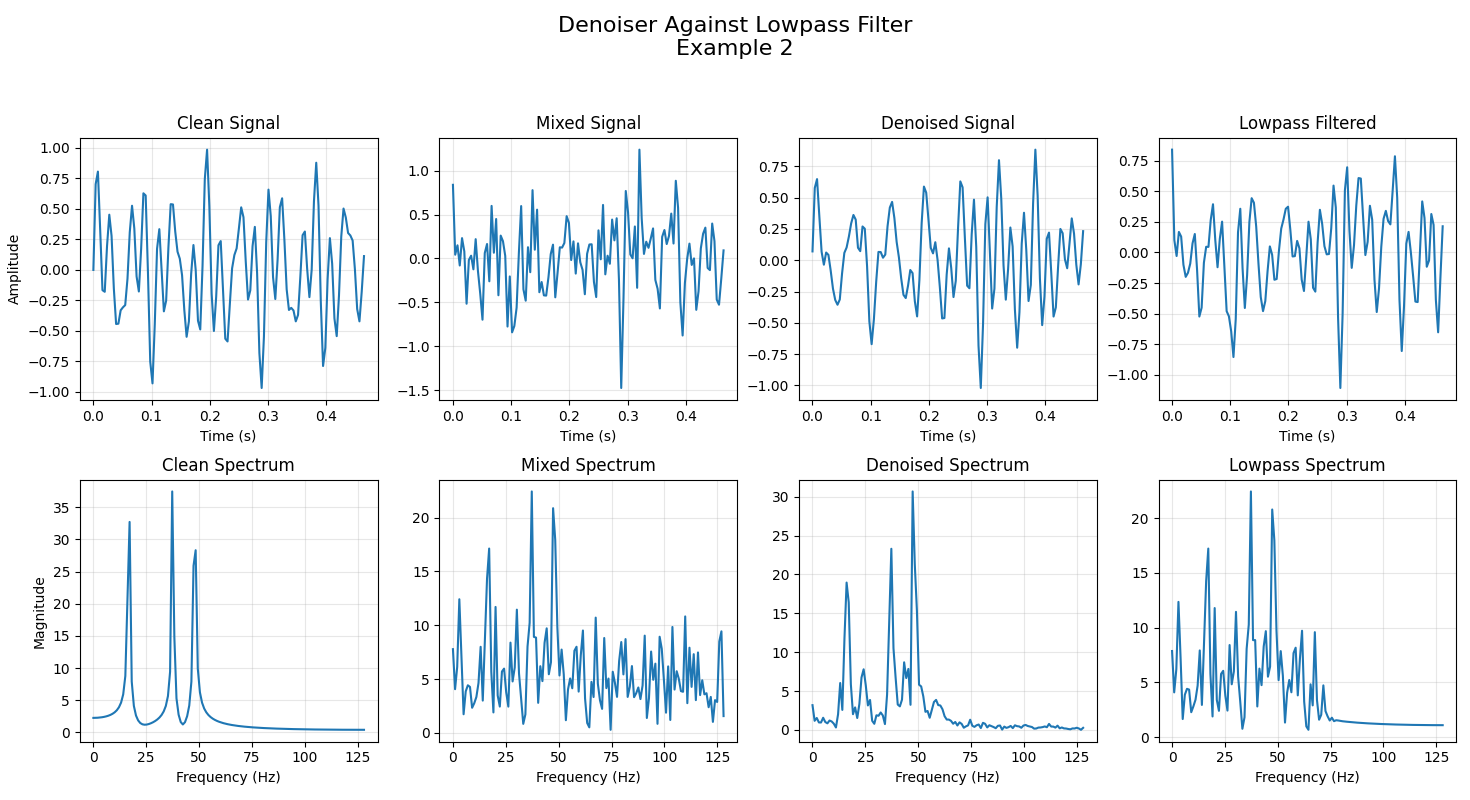 Denoiser Against Lowpass Filter
Example 2
Clean Signal
Mixed Signal
Denoised Signal
Lowpass Filtered
Amplitude
1.00
0.75
0.50
0.25
0.00
−0.25
−0.50
−0.75
−1.00
0.0 0.1 0.2 0.3 0.4
Time (s)
1.0
0.5
0.0
−0.5
−1.0
−1.5
0.0 0.1 0.2 0.3 0.4
Time (s)
0.75
0.50
0.25
0.00
−0.25
−0.50
−0.75
−1.00
0.0 0.1 0.2 0.3 0.4
Time (s)
0.75
0.50
0.25
0.00
−0.25
−0.50
−0.75
−1.00
0.0 0.1 0.2 0.3 0.4
Time (s)
Clean Spectrum
Mixed Spectrum
Denoised Spectrum
Lowpass Spectrum
Magnitude
35
30
25
20
15
10
5
0
0 25 50 75 100 125
Frequency (Hz)
20
15
10
5
0
0 25 50 75 100 125
Frequency (Hz)
30
25
20
15
10
5
0
0 25 50 75 100 125
Frequency (Hz)
20
15
10
5
0
0 25 50 75 100 125
Frequency (Hz)